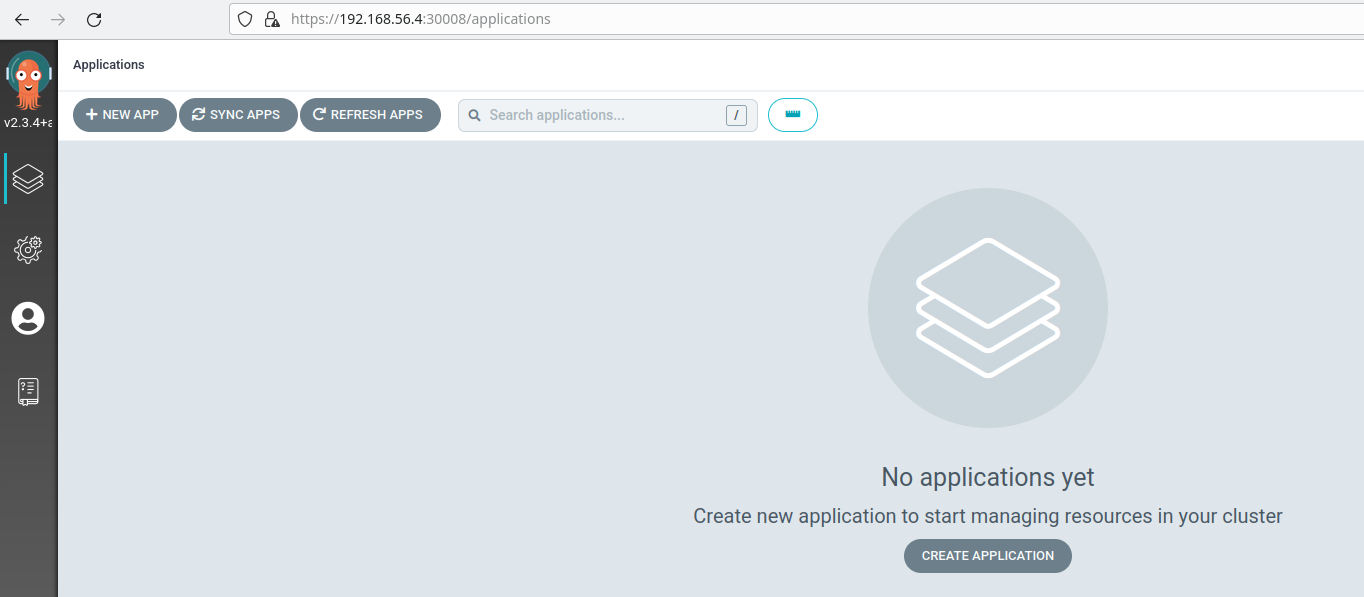 https://192.168.56.4:30008/applications
Applications
v2.3.4+a
NEW APP SYNC APPS REFRESH APPS Search applications... /
No applications yet
Create new application to start managing resources in your cluster
CREATE APPLICATION